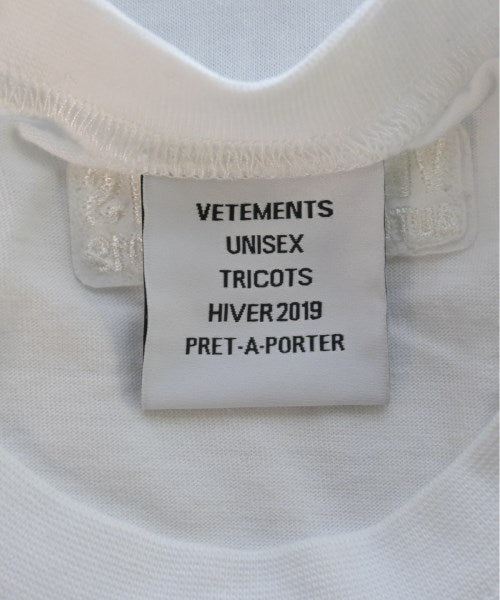 VETEMENTS
UNISEX
TRICOTS
HIVER 2019
PRET-A-PORTER